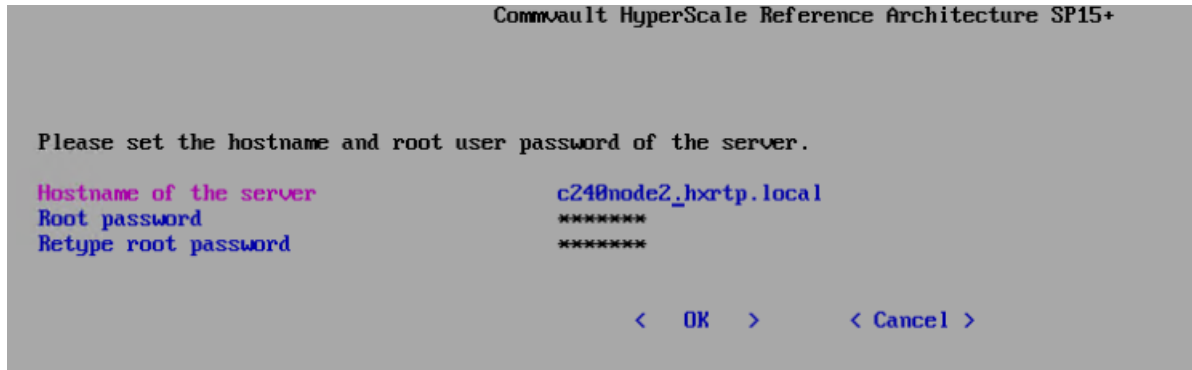 Commvault HyperScale Reference Architecture SP15+
Please set the hostname and root user password of the server.
Hostname of the server c240node2.hxrtp.local
Root password *******
Retype root password *******
< OK > < Cancel >